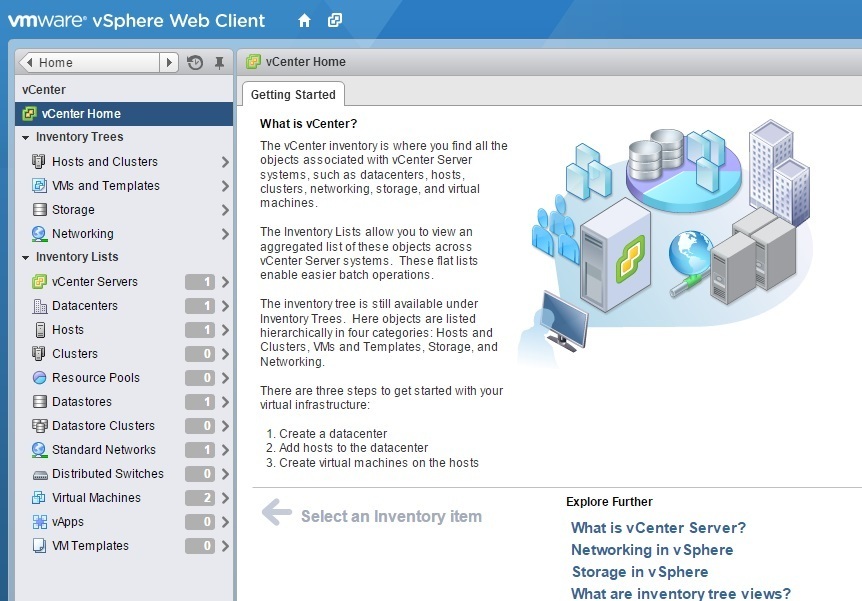 vmware® vSphere Web Client
Home
vCenter
vCenter Home
Inventory Trees
Hosts and Clusters
VMs and Templates
Storage
Networking
Inventory Lists
vCenter Servers 1
Datacenters 1
Hosts 1
Clusters 0
Resource Pools 0
Datastores 1
Datastore Clusters 0
Standard Networks 1
Distributed Switches 0
Virtual Machines 2
vApps 0
VM Templates 0
vCenter Home
Getting Started
What is vCenter?
The vCenter inventory is where you find all the
objects associated with vCenter Server
systems, such as datacenters, hosts,
clusters, networking, storage, and virtual
machines.
The Inventory Lists allow you to view an
aggregated list of these objects across
vCenter Server systems. These flat lists
enable easier batch operations.
The inventory tree is still available under
Inventory Trees. Here objects are listed
hierarchically in four categories: Hosts and
Clusters, VMs and Templates, Storage, and
Networking.
There are three steps to get started with your
virtual infrastructure:
1. Create a datacenter
2. Add hosts to the datacenter
3. Create virtual machines on the hosts
Select an Inventory item
Explore Further
What is vCenter Server?
Networking in vSphere
Storage in vSphere
What are inventory tree views?